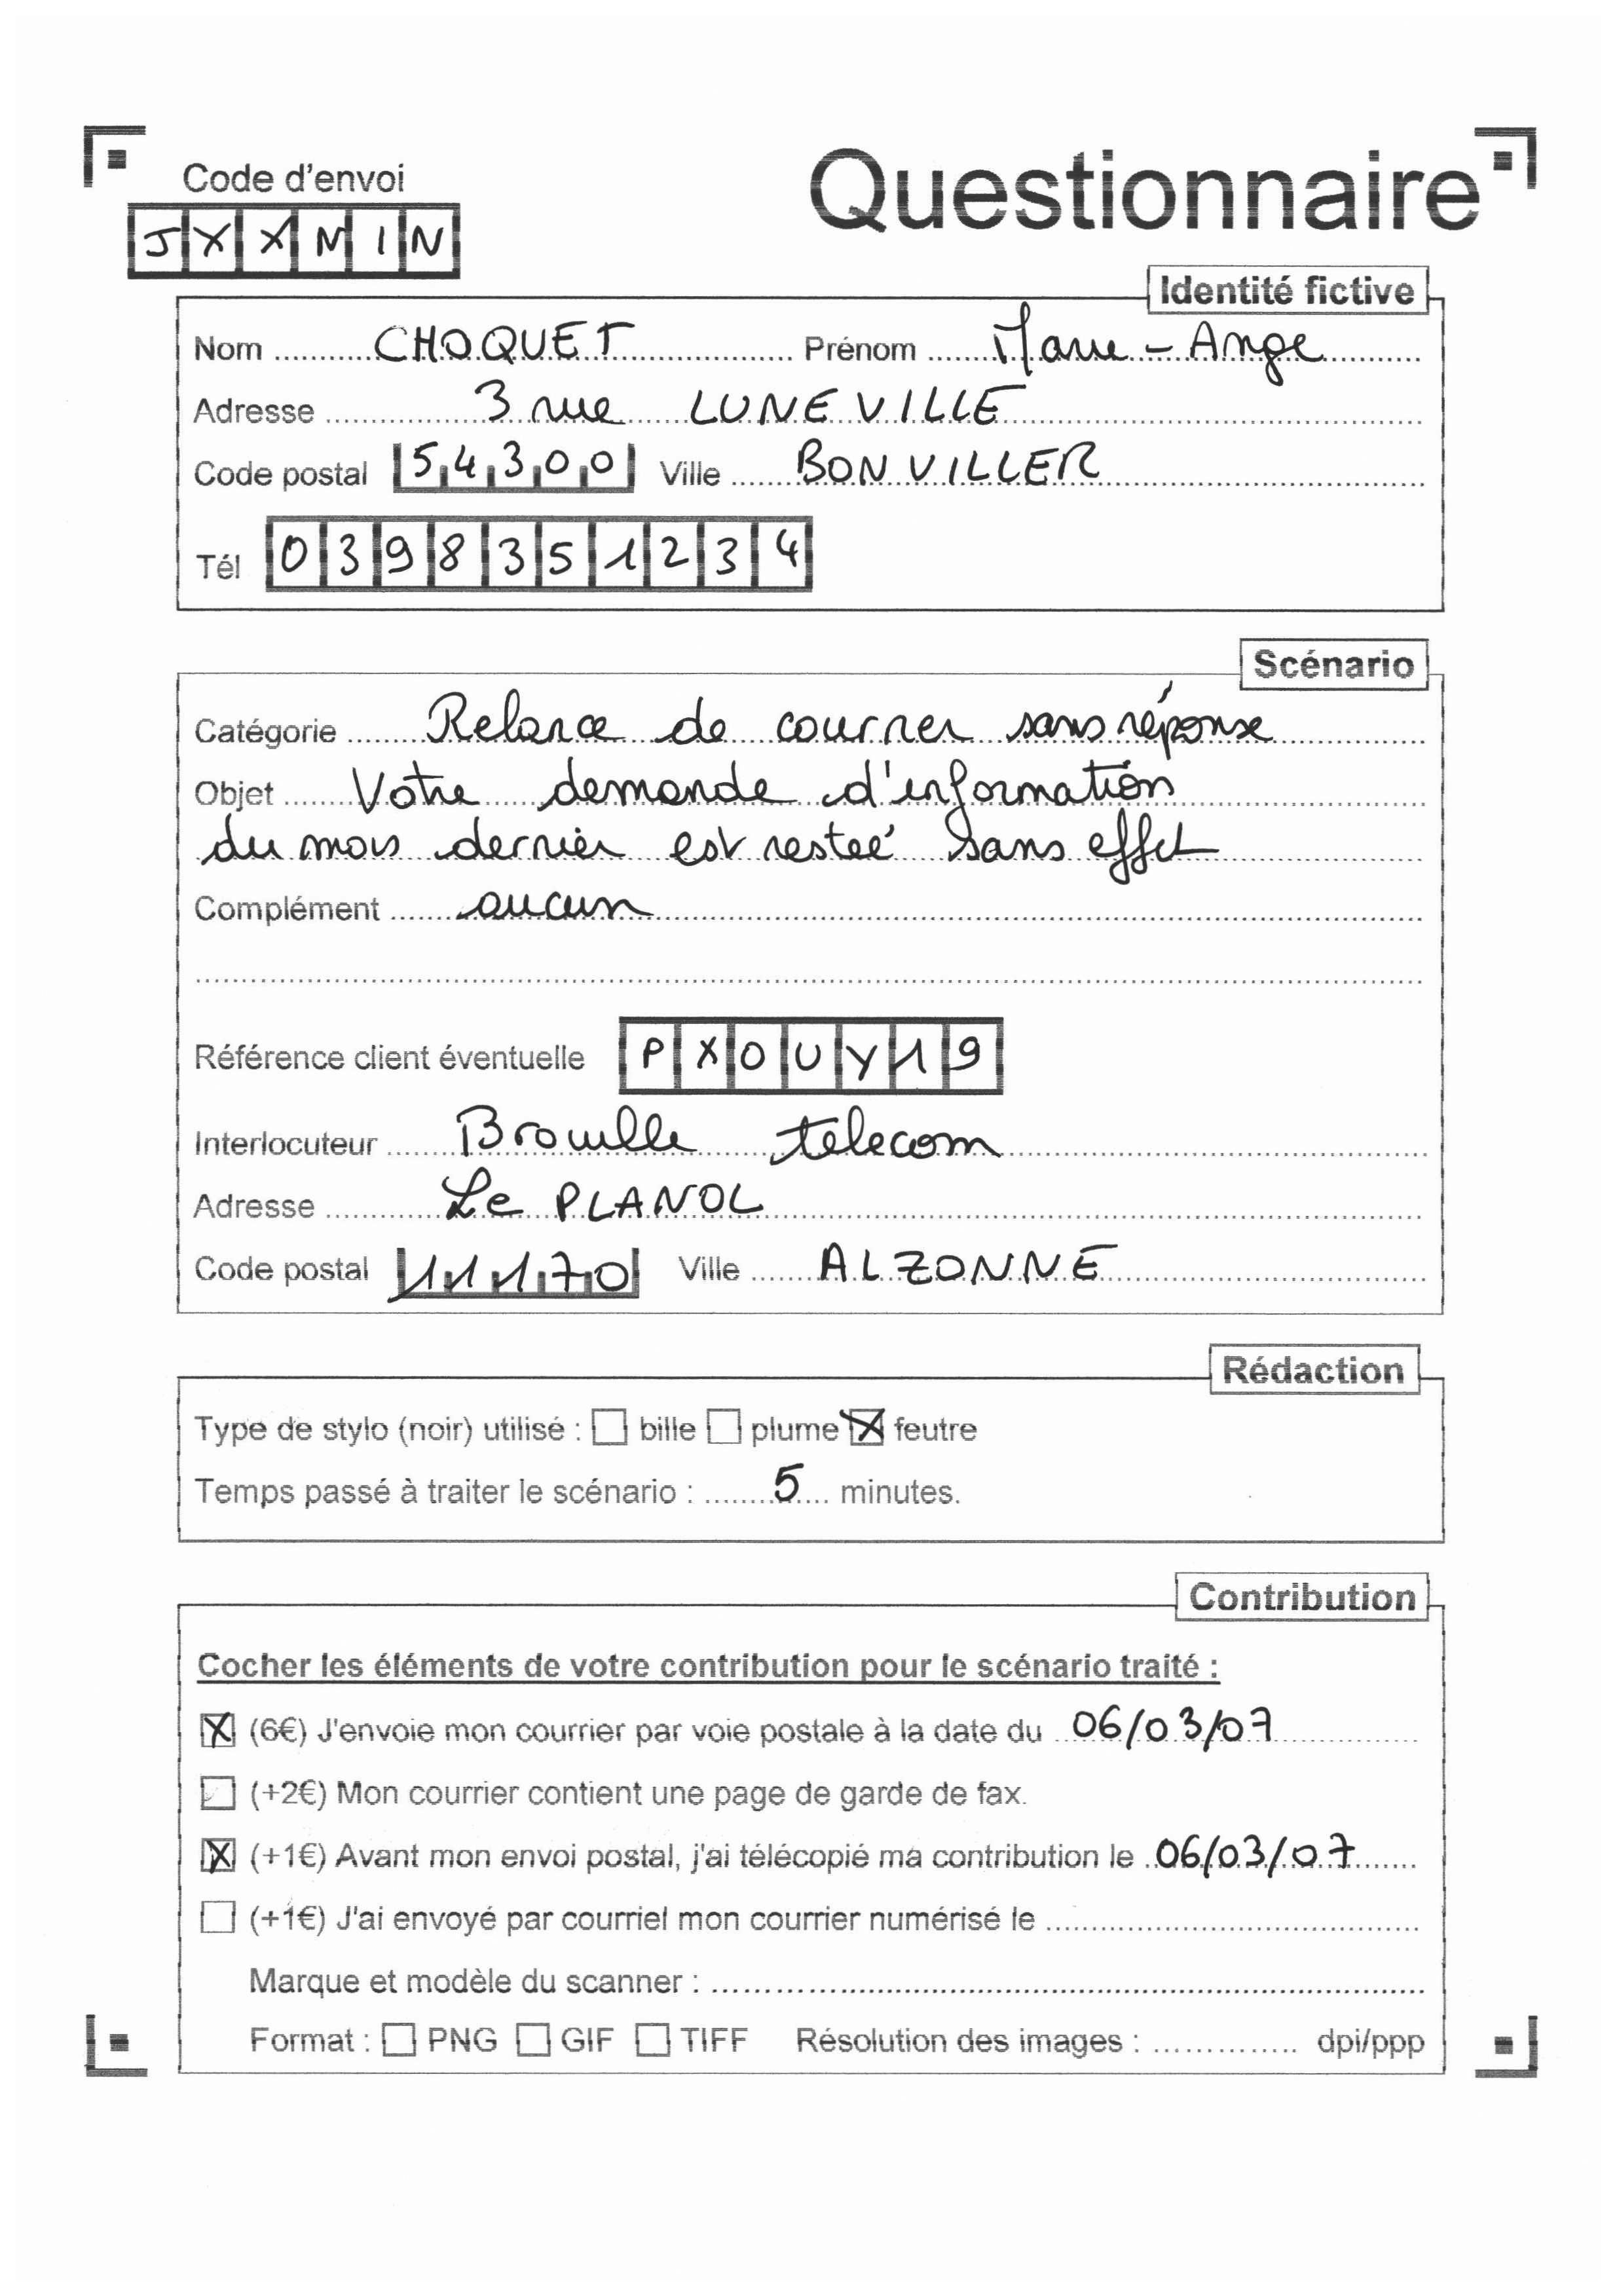 Code d'envoi
Questionnaire
JXXMIN
Identité fictive
Nom CHOQUET Prénom Marie-Ange
Adresse 3 rue LUNEVILLE
Code postal 54300 Ville BONVILLER
Tél 0398351234
Scénario
Catégorie Relance de courrier sans réponse
Objet Votre demande d'information
du mois dernier est restée sans effet
Complément aucun
Référence client éventuelle PXOUY19
Interlocuteur Brouille telecom
Adresse Le PLANOL
Code postal 11170 Ville ALZONNE
Rédaction
Type de stylo (noir) utilisé : bille plume feutre
Temps passé à traiter le scénario : 5 minutes.
Contribution
Cocher les éléments de votre contribution pour le scénario traité :
(6€) J'envoie mon courrier par voie postale à la date du 06/03/07
(+2€) Mon courrier contient une page de garde de fax.
(+1€) Avant mon envoi postal, j'ai télécopié ma contribution le 06/03/07
(+1€) J'ai envoyé par courriel mon courrier numérisé le
Marque et modèle du scanner :
Format : PNG GIF TIFF Résolution des images : dpi/ppp